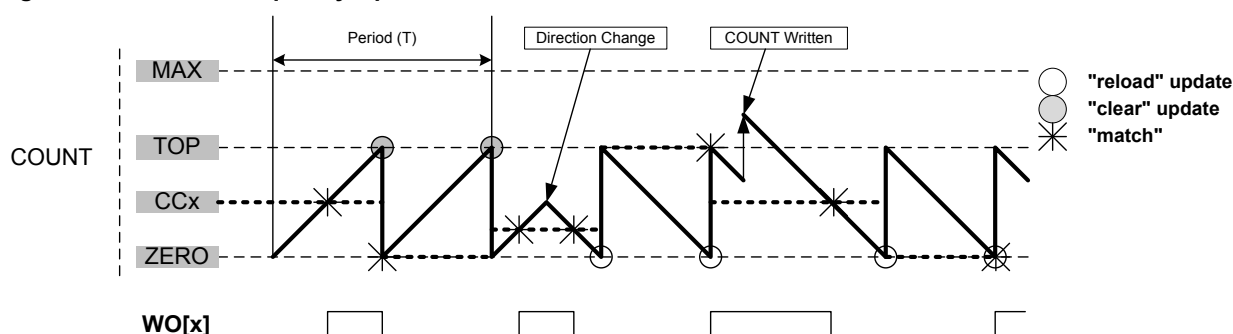 Period (T)
Direction Change
COUNT Written
MAX
"reload" update
"clear" update
TOP
"match"
COUNT
CCx
ZERO
WO[x]